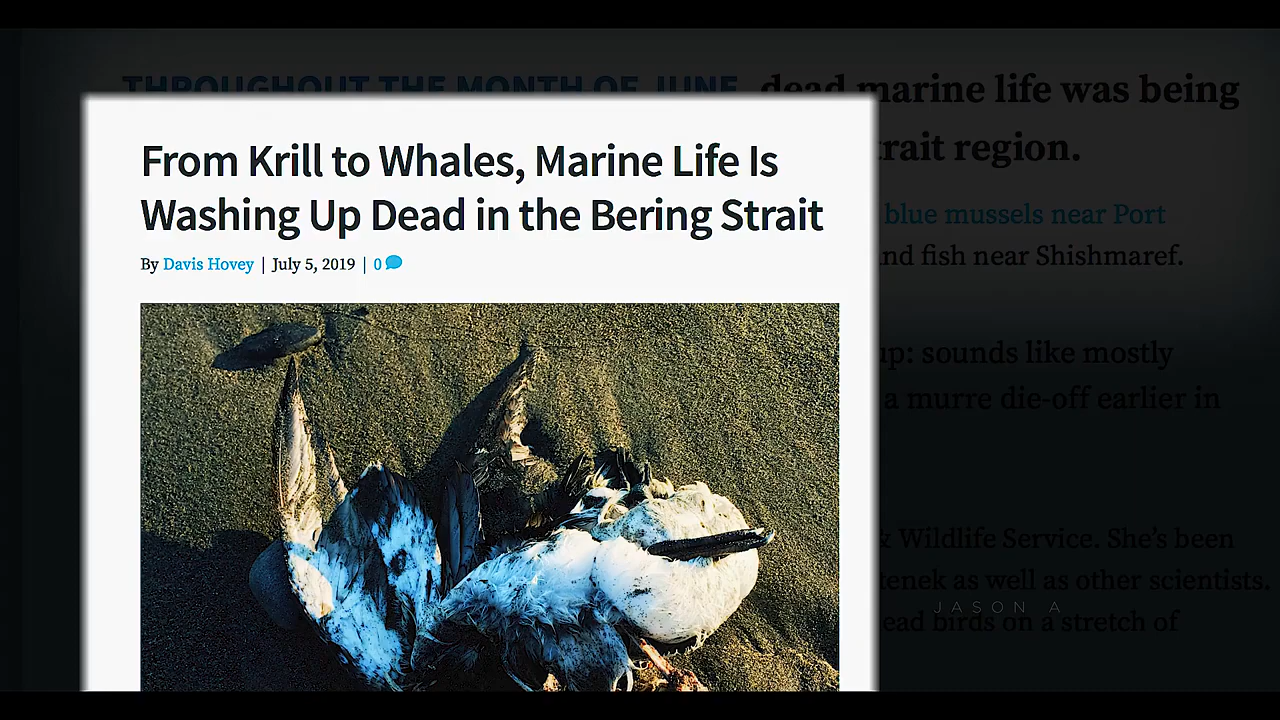 THROUGHOUT THE MONTH OF JUNE, dead marine life was being
trait region.
From Krill to Whales, Marine Life Is
Washing Up Dead in the Bering Strait
By Davis Hovey | July 5, 2019 | 0
blue mussels near Port
nd fish near Shishmaref.
up: sounds like mostly
a murre die-off earlier in
& Wildlife Service. She's been
tenek as well as other scientists.
JASON A
ead birds on a stretch of